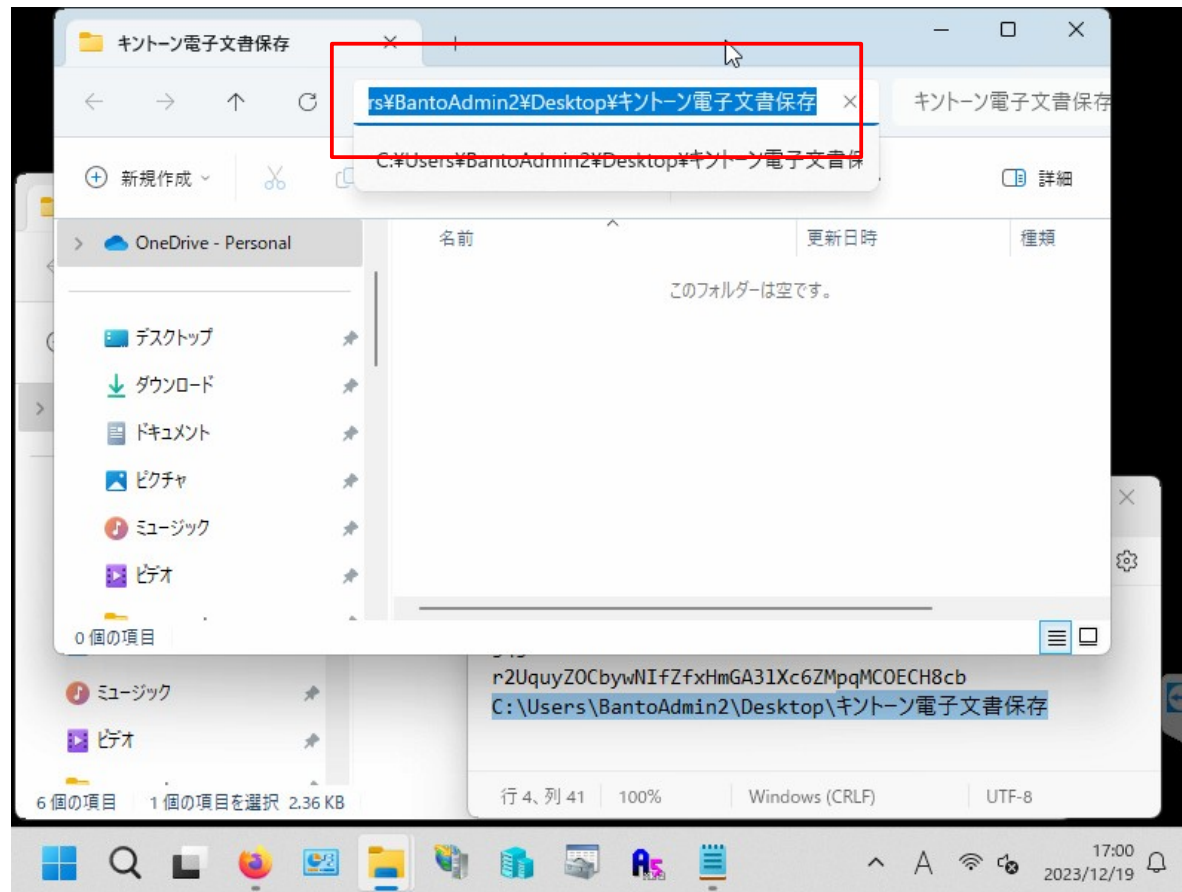 キントーン電子文書保存
rs¥BantoAdmin2¥Desktop¥キントーン電子文書保存
キントーン電子文書保存
C:¥Users¥BantoAdmin2¥Desktop¥キントーン電子文書保
新規作成
詳細
OneDrive - Personal
名前
更新日時
種類
このフォルダーは空です。
デスクトップ
ダウンロード
ドキュメント
ピクチャ
ミュージック
ビデオ
0 個の項目
r2UquyZOCbywNIfZfxHmGA31Xc6ZMpqMCOECH8cb
C:\Users\BantoAdmin2\Desktop\キントーン電子文書保存
ミュージック
ビデオ
6 個の項目
1 個の項目を選択 2.36 KB
行 4、列 41
100%
Windows (CRLF)
UTF-8
A
17:00
2023/12/19